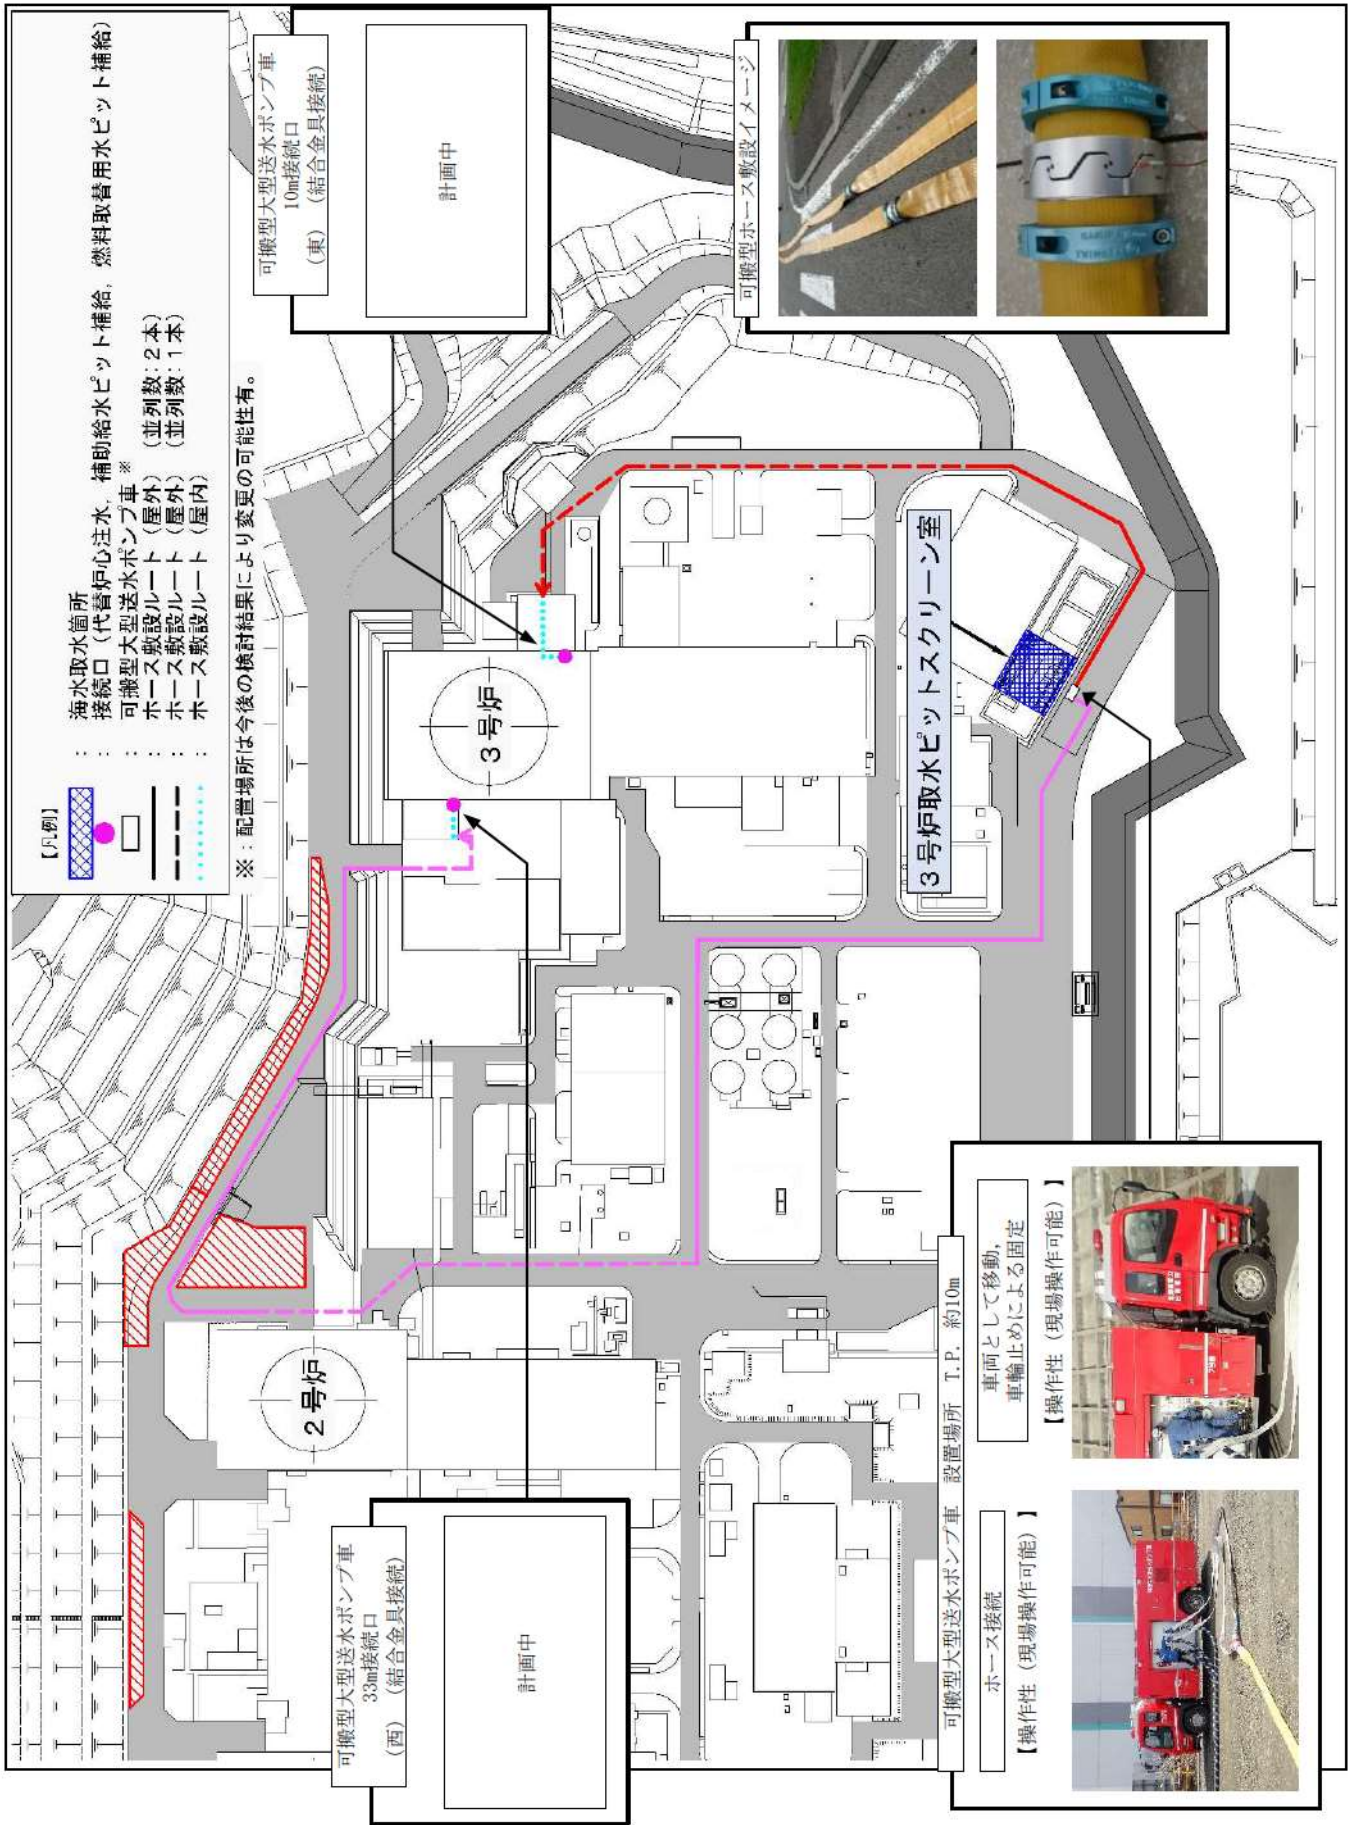 【凡例】
： 海水取水箇所
： 接続口（代替炉心注水，補助給水ピット補給，燃料取替用水ピット補給）
： 可搬型大型送水ポンプ車※
： ホース敷設ルート（屋外）（並列数：２本）
： ホース敷設ルート（屋外）（並列数：１本）
： ホース敷設ルート（屋内）
※：配置場所は今後の検討結果により変更の可能性有。
可搬型大型送水ポンプ車
10m接続口
（東）（結合金具接続）
計画中
可搬型ホース敷設イメージ
３号炉
３号炉取水ピットスクリーン室
２号炉
可搬型大型送水ポンプ車
33m接続口
（西）（結合金具接続）
計画中
可搬型大型送水ポンプ車 設置場所 T.P. 約10m
ホース接続
【操作性（現場操作可能）】
車両として移動，
車輪止めによる固定
【操作性（現場操作可能）】